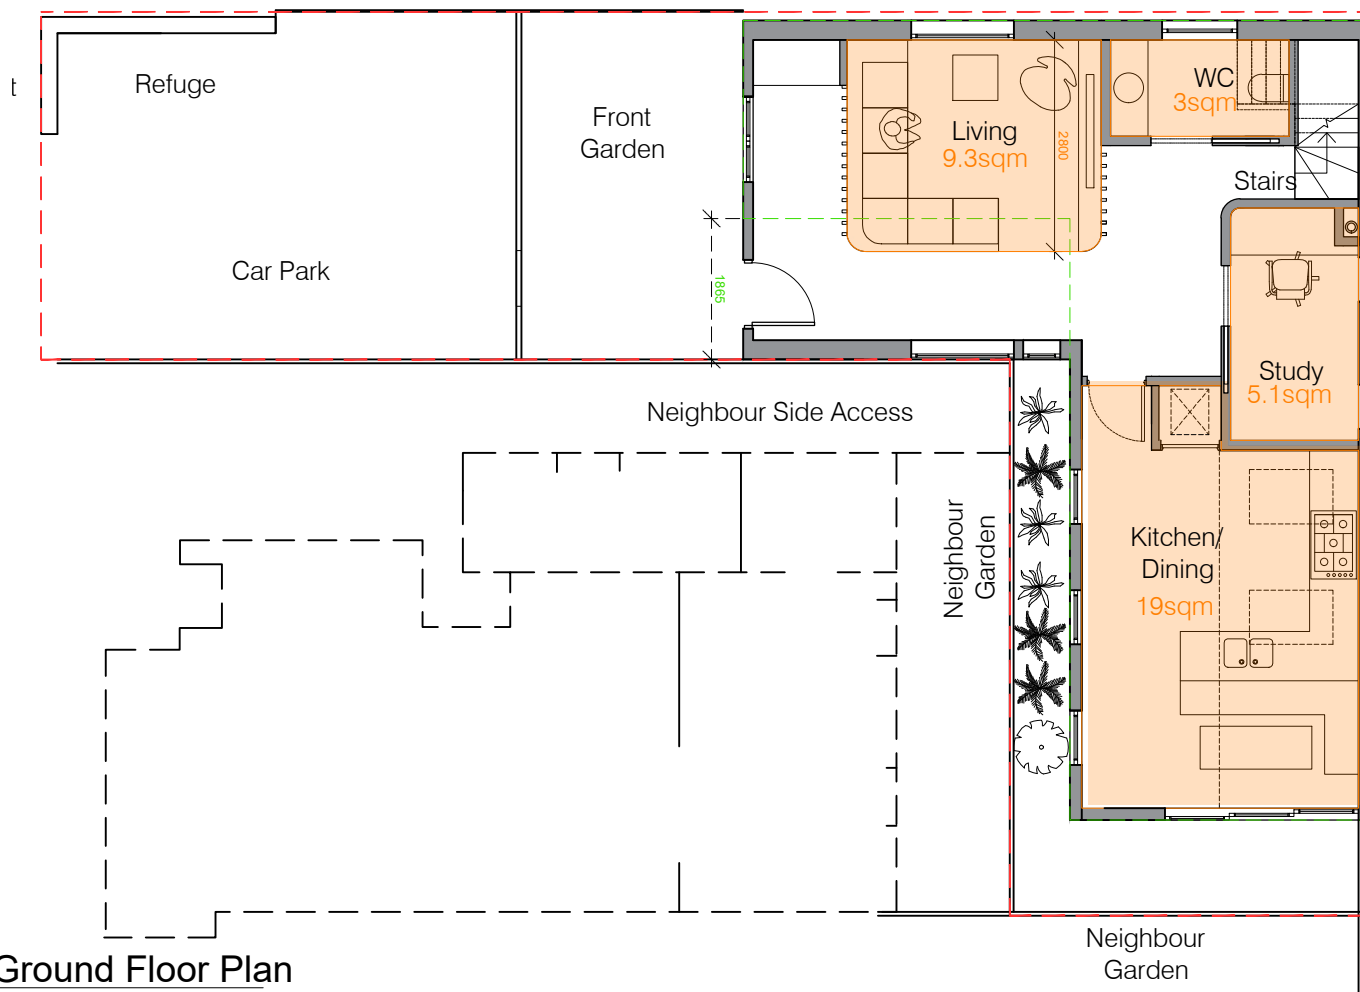 t
Refuge
Front
Garden
Car Park
Living
9.3sqm
2800
WC
3sqm
Stairs
1865
Study
5.1sqm
Neighbour Side Access
Neighbour
Garden
Kitchen/
Dining
19sqm
Neighbour
Garden
Ground Floor Plan